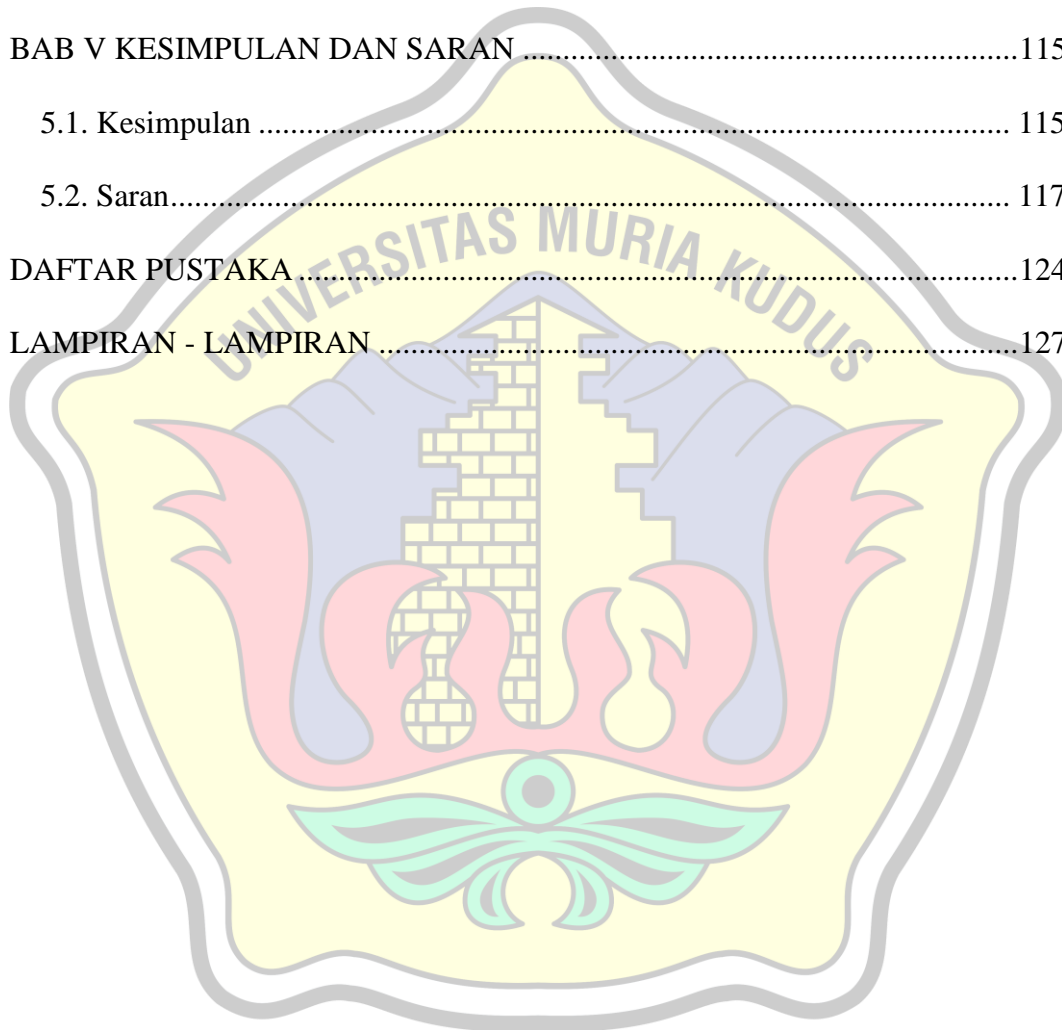 BAB V KESIMPULAN DAN SARAN ............................................................115
5.1. Kesimpulan ........................................................................................... 115
5.2. Saran...................................................................................................... 117
UNIVERSITAS MURIA KUDUS
DAFTAR PUSTAKA ........................................................................................124
LAMPIRAN - LAMPIRAN ..............................................................................127